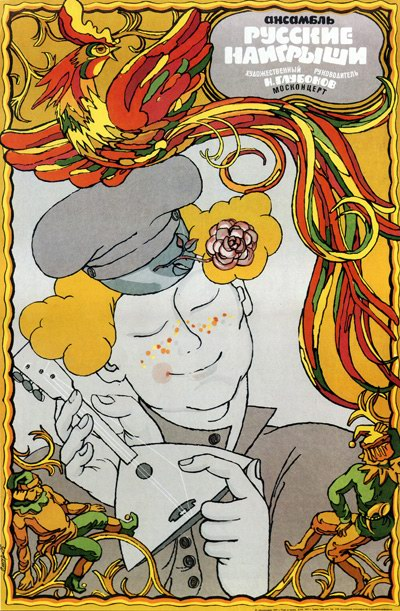 АНСАМБЛЬ
РУССКИЕ
НАИГРЫШИ
ХУДОЖЕСТВЕННЫЙ РУКОВОДИТЕЛЬ
Н. ГЛУБОКОВ
МОСКОНЦЕРТ